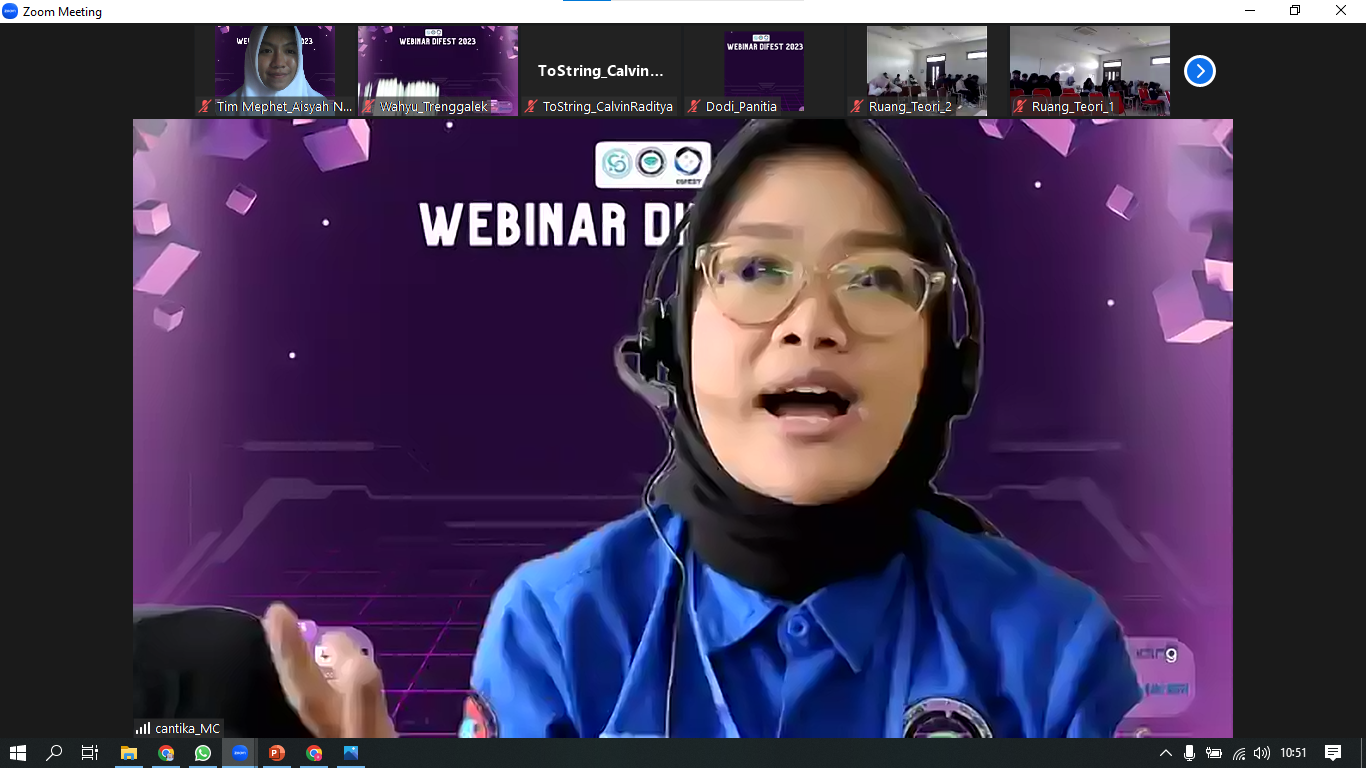 Zoom Meeting
WEBINAR DIFEST 2023
Tim Mephet_Aisyah N...
WEBINAR DIFEST 2023
Wahyu_Trenggalek
ToString_Calvin...
ToString_CalvinRaditya
WEBINAR DIFEST 2023
Dodi_Panitia
Ruang_Teori_2
Ruang_Teori_1
WEBINAR DI
cantika_MC
zoom
10:51